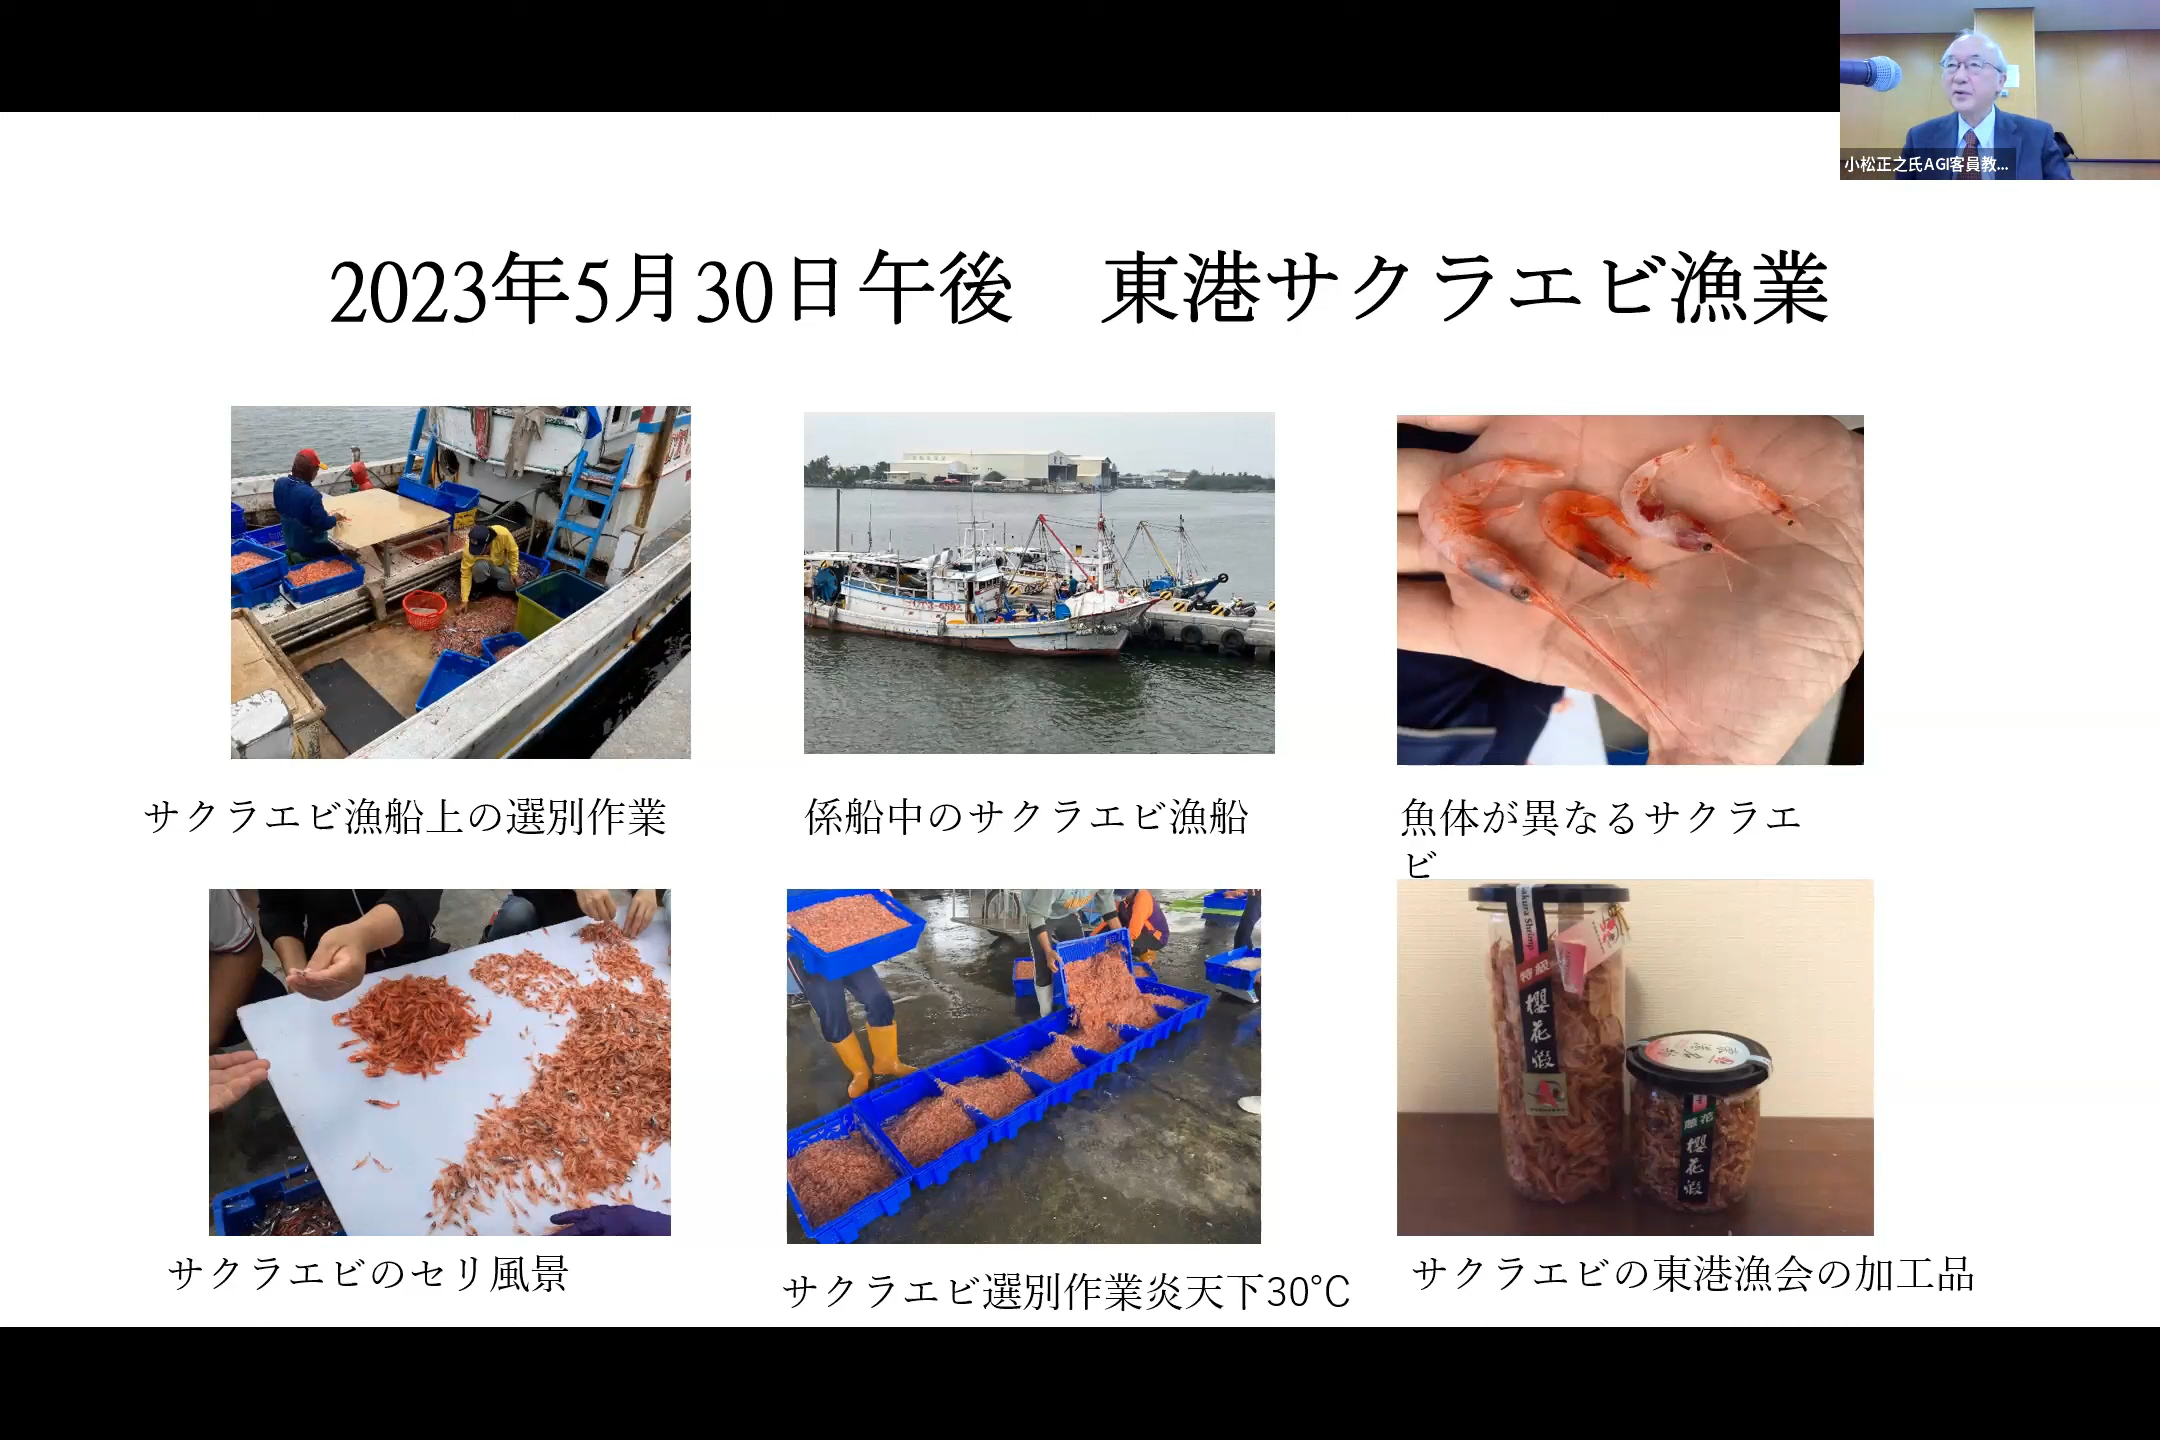 小松正之氏AGI客員教...
2023年5月30日午後　東港サクラエビ漁業
サクラエビ漁船上の選別作業
係船中のサクラエビ漁船
魚体が異なるサクラエ
ビ
Sakura Shrimp
特級
櫻花蝦
櫻花蝦
サクラエビのセリ風景
サクラエビ選別作業炎天下30℃
サクラエビの東港漁会の加工品